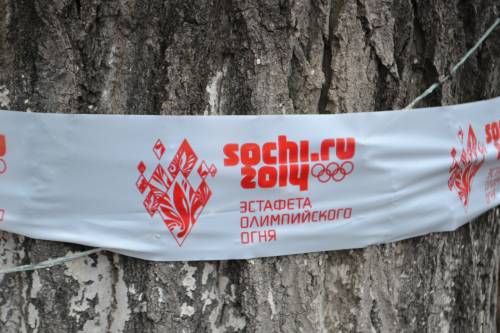 sochi.ru
2014
ЭСТАФЕТА
ОЛИМПИЙСКОГО
ОГНЯ